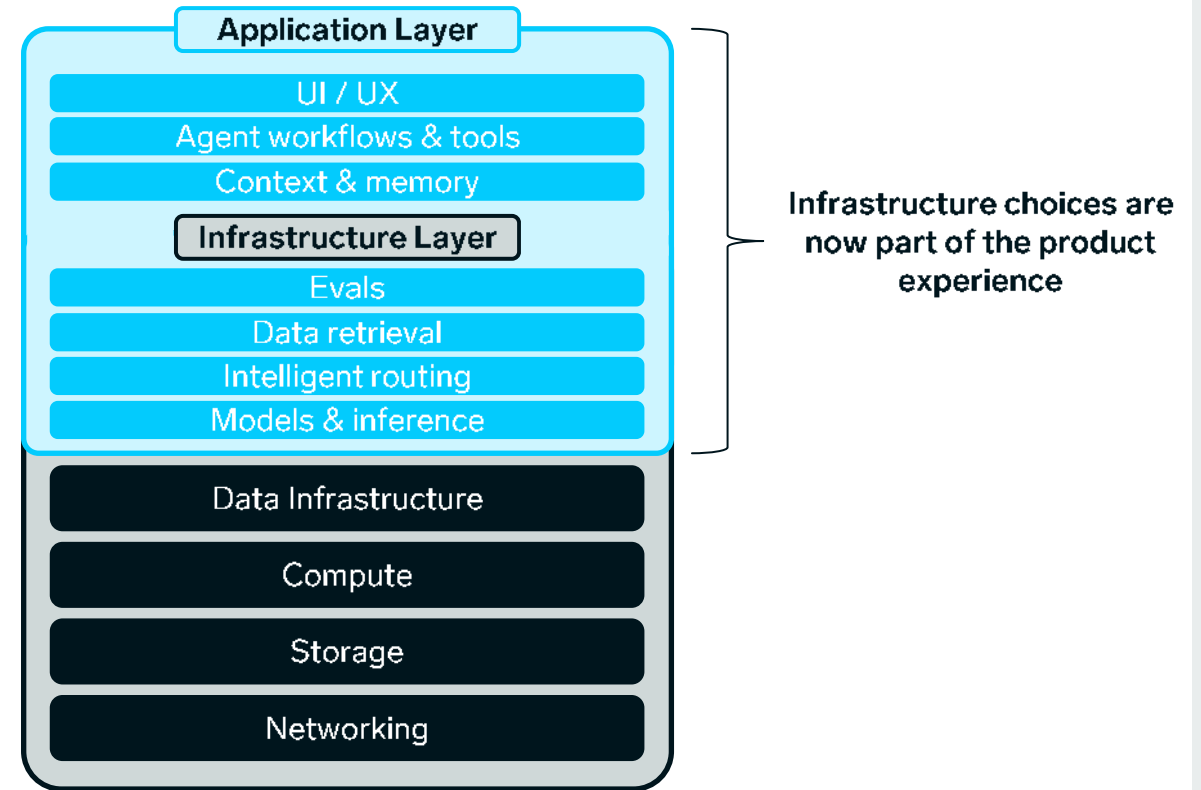 Application Layer
UI / UX
Agent workflows & tools
Context & memory
Infrastructure Layer
Evals
Data retrieval
Intelligent routing
Models & inference
Data Infrastructure
Compute
Storage
Networking
Infrastructure choices are
now part of the product
experience